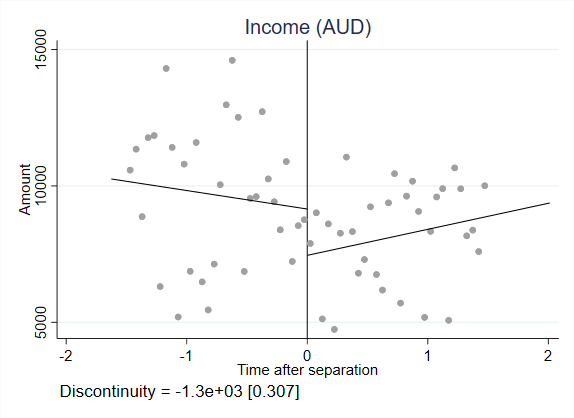 Income (AUD)
15000
10000
5000
Amount
-2 -1 0 1 2
Time after separation
Discontinuity = -1.3e+03 [0.307]